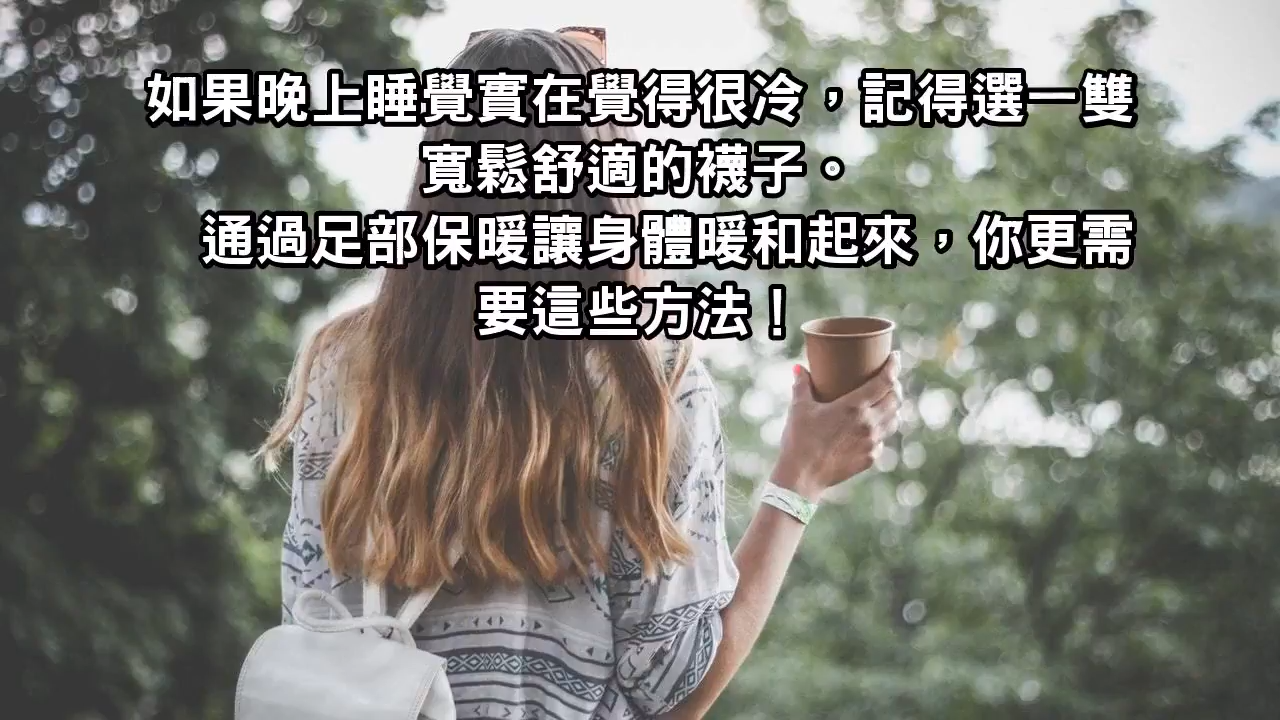 如果晚上睡覺實在覺得很冷，記得選一雙
寬鬆舒適的襪子。
通過足部保暖讓身體暖和起來，你更需
要這些方法！